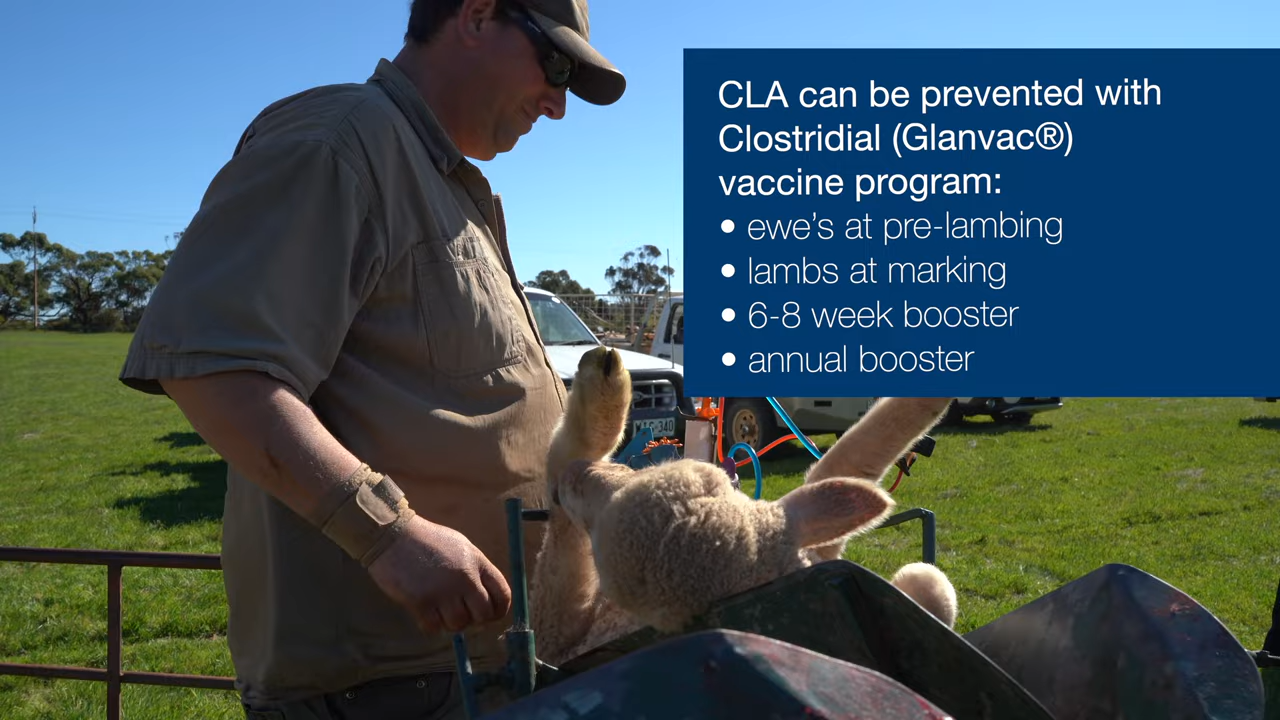 CLA can be prevented with
Clostridial (Glanvac®)
vaccine program:
• ewe's at pre-lambing
• lambs at marking
• 6-8 week booster
• annual booster